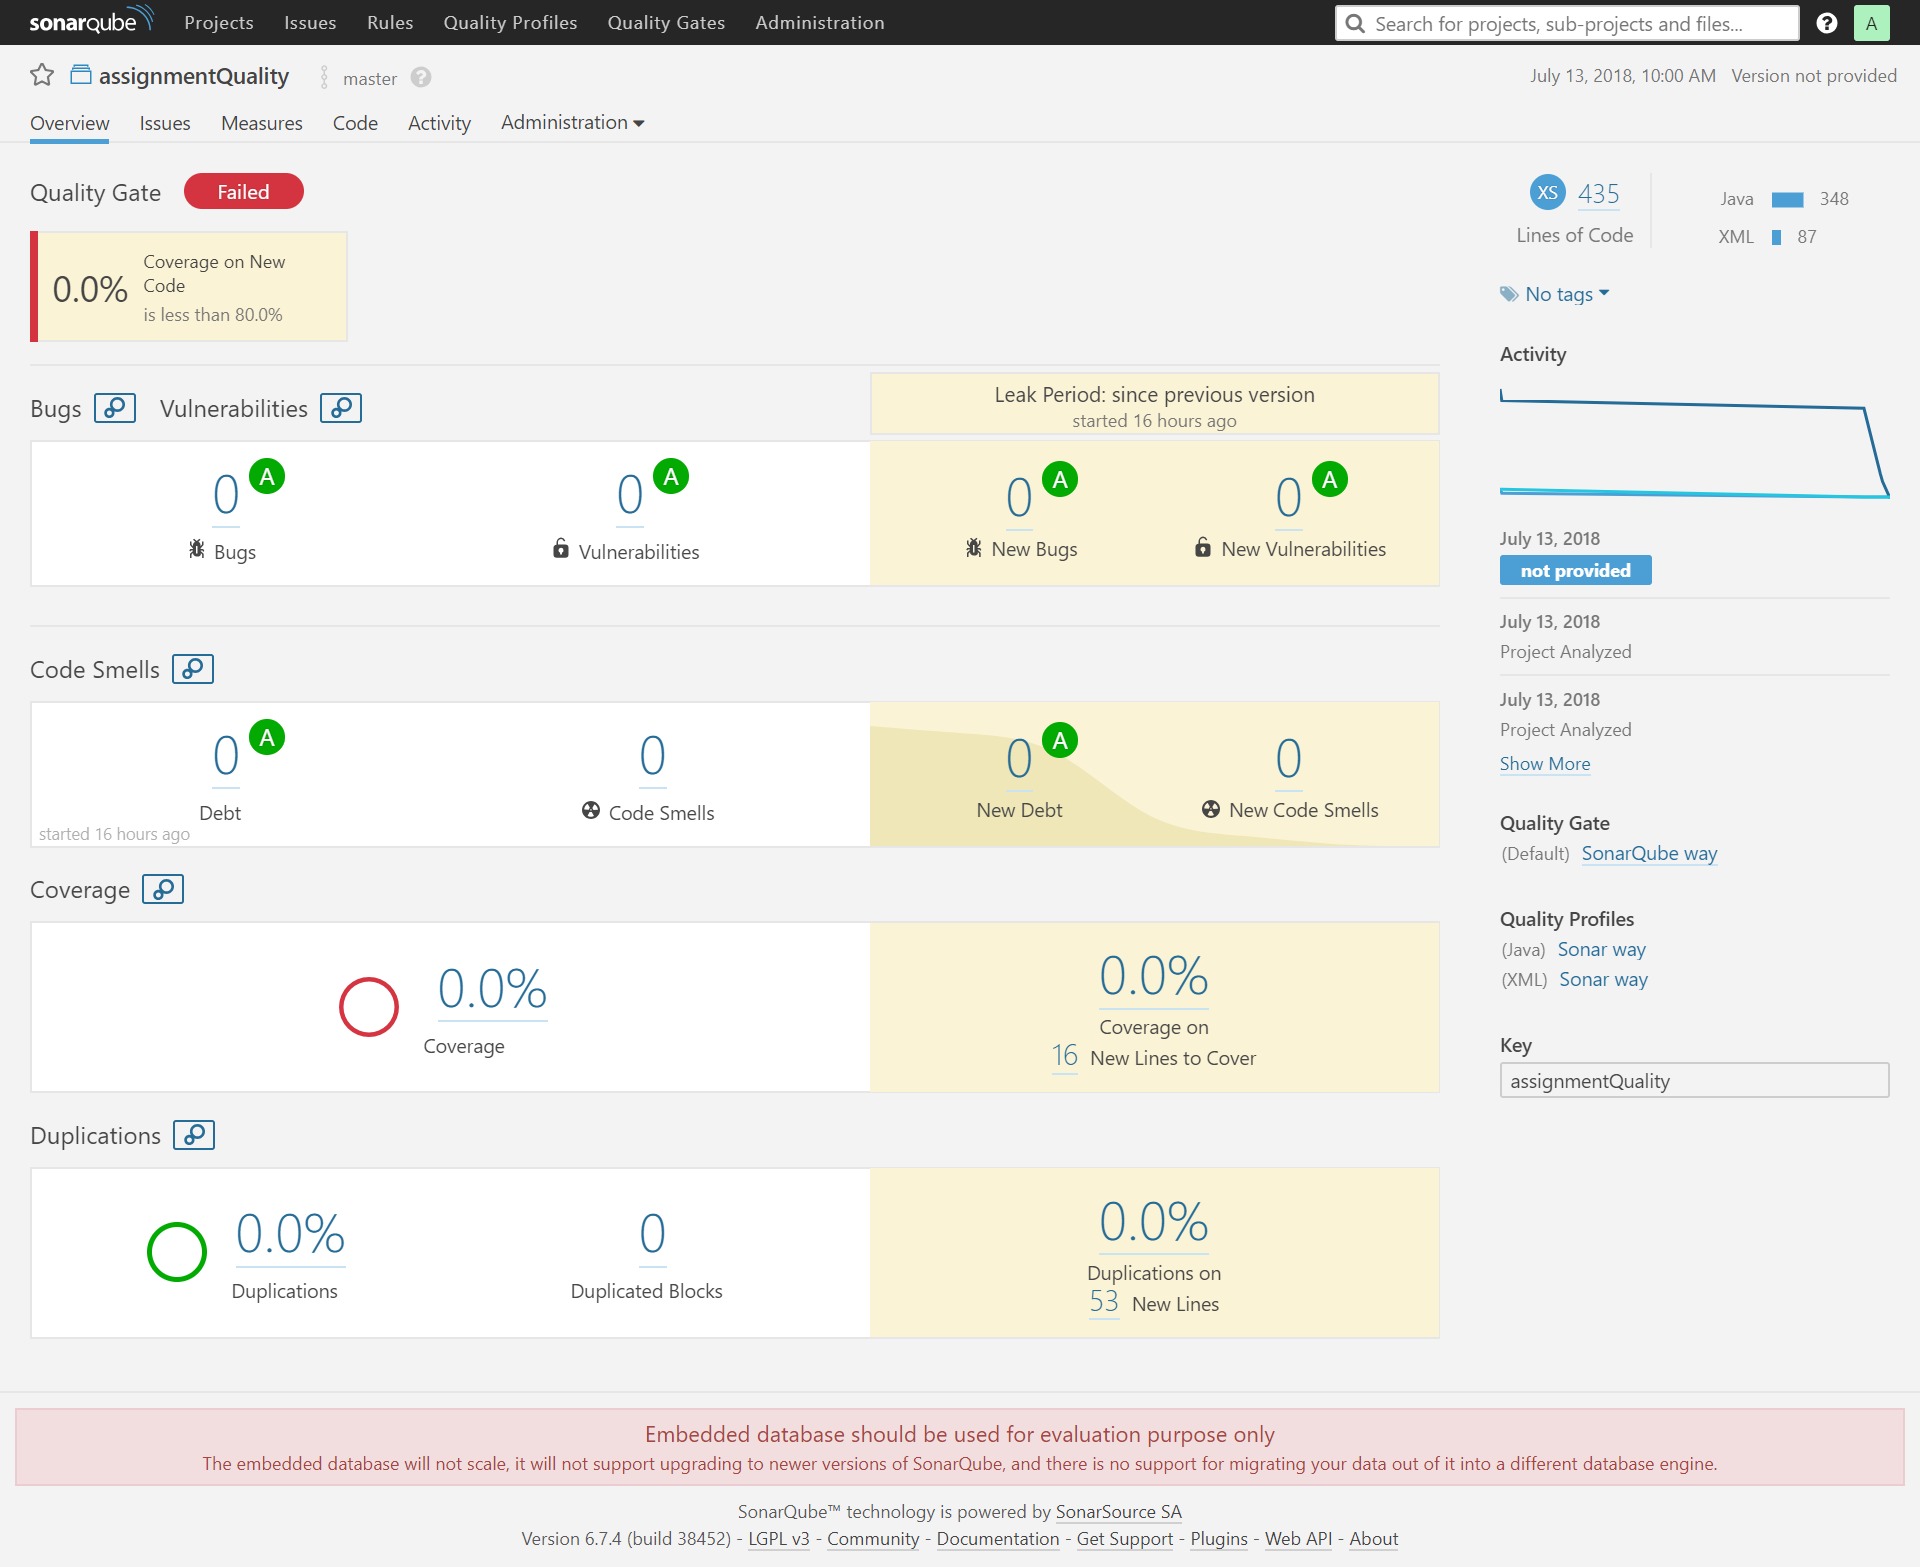 sonarqube Projects Issues Rules Quality Profiles Quality Gates Administration Search for projects, sub-projects and files... ? A
assignmentQuality master ? July 13, 2018, 10:00 AM Version not provided
Overview Issues Measures Code Activity Administration
Quality Gate Failed
0.0% Coverage on New
Code
is less than 80.0%
Bugs Vulnerabilities
Leak Period: since previous version
started 16 hours ago
0 A 0 A 0 A 0 A
Bugs Vulnerabilities New Bugs New Vulnerabilities
Code Smells
0 A 0 0 A 0
Debt Code Smells New Debt New Code Smells
started 16 hours ago
Coverage
0.0% 0.0%
Coverage Coverage on
16 New Lines to Cover
Duplications
0.0% 0 0.0%
Duplications Duplicated Blocks Duplications on
53 New Lines
XS 435
Lines of Code
Java 348
XML 87
No tags
Activity
July 13, 2018
not provided
July 13, 2018
Project Analyzed
July 13, 2018
Project Analyzed
Show More
Quality Gate
(Default) SonarQube way
Quality Profiles
(Java) Sonar way
(XML) Sonar way
Key
assignmentQuality
Embedded database should be used for evaluation purpose only
The embedded database will not scale, it will not support upgrading to newer versions of SonarQube, and there is no support for migrating your data out of it into a different database engine.
SonarQube™ technology is powered by SonarSource SA
Version 6.7.4 (build 38452) - LGPL v3 - Community - Documentation - Get Support - Plugins - Web API - About